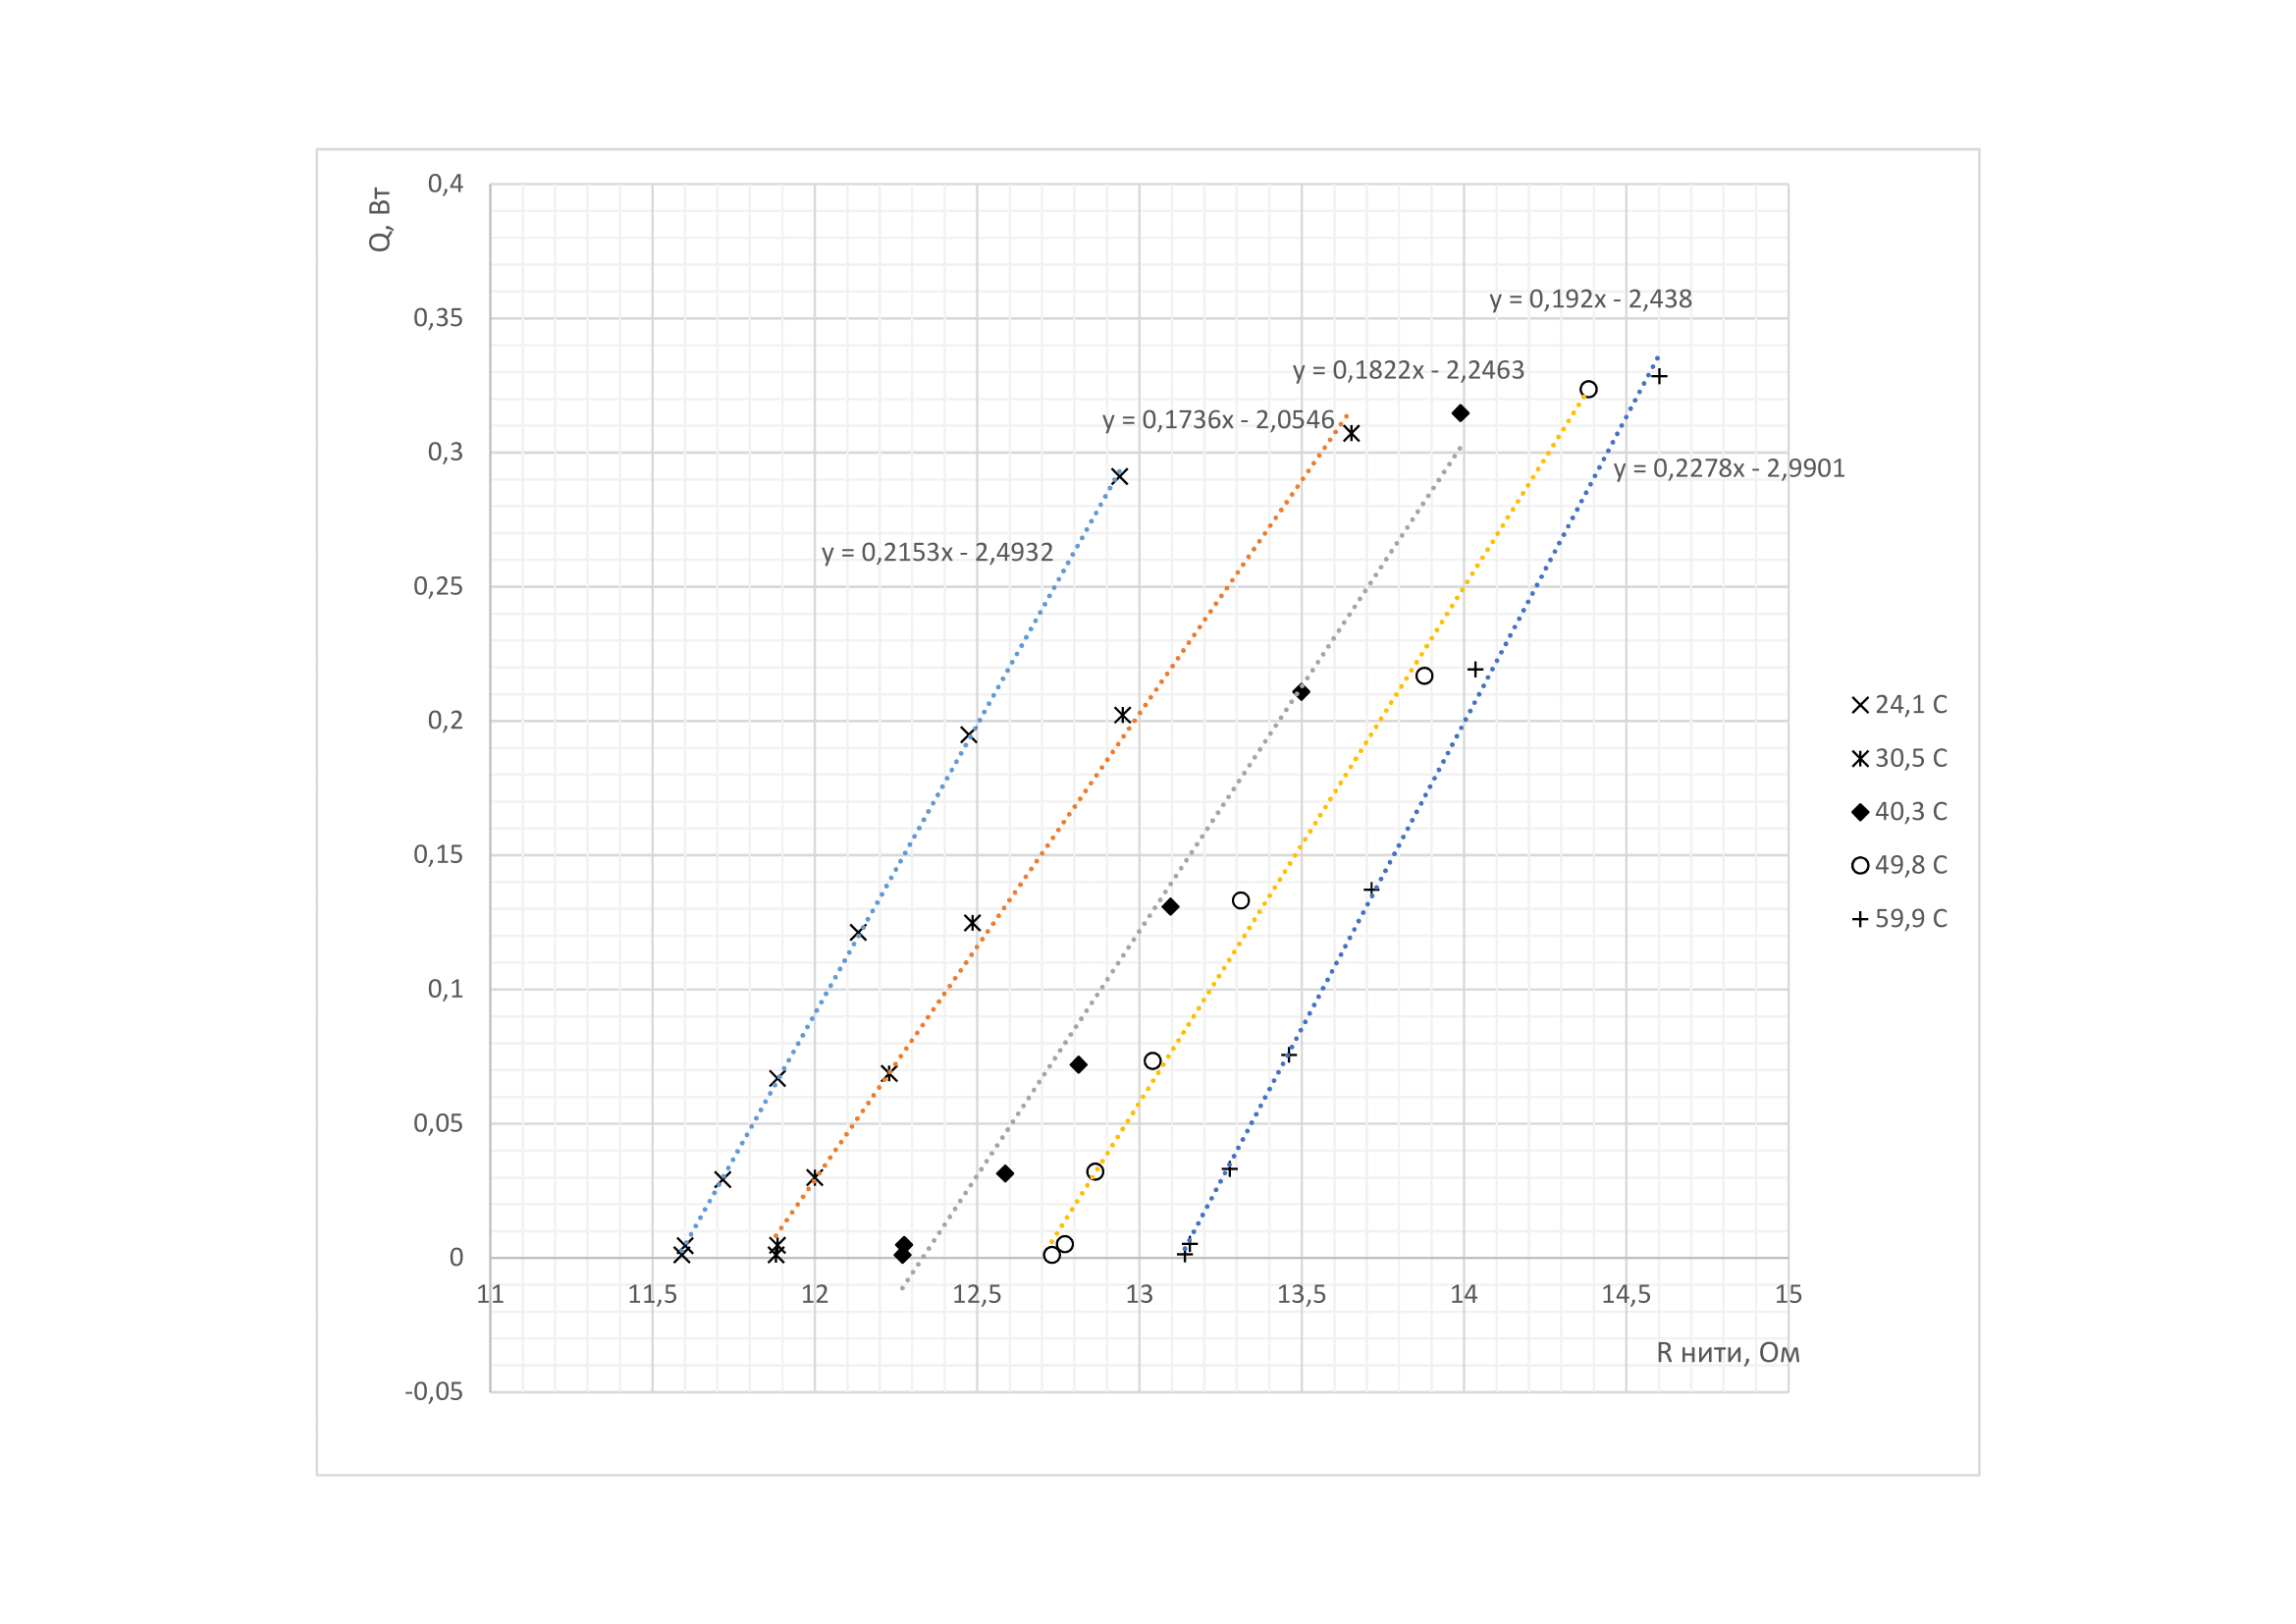 Q, Вт
0,4
0,35
0,3
0,25
0,2
0,15
0,1
0,05
0
-0,05
y = 0,192x - 2,438
y = 0,1822x - 2,2463
y = 0,1736x - 2,0546
y = 0,2278x - 2,9901
y = 0,2153x - 2,4932
24,1 C
30,5 C
40,3 C
49,8 C
59,9 C
11 11,5 12 12,5 13 13,5 14 14,5 15
R нити, Ом